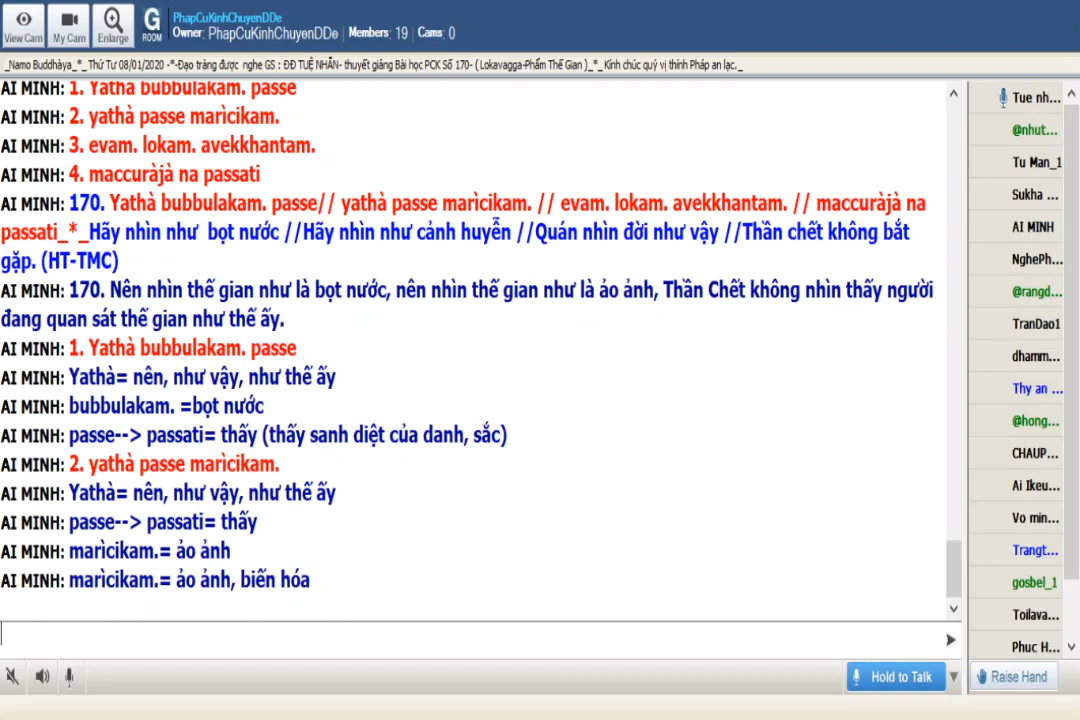 View Cam
My Cam
Enlarge
G
ROOM
PhapCuKinhChuyenDDe
Owner: PhapCuKinhChuyenDDe | Members: 19 | Cams: 0
_Namo Buddhàya_*_ Thứ Tư 08/01/2020 -*-Đạo tràng được nghe GS : ĐĐ TUỆ NHẪN- thuyết giảng Bài học PCK Số 170- ( Lokavagga-Phẩm Thế Gian )_*_ Kính chúc quý vị thính Pháp an lạc._
AI MINH: 1. Yathà bubbulakam. passe
AI MINH: 2. yathà passe marìcikam.
AI MINH: 3. evam. lokam. avekkhantam.
AI MINH: 4. maccuràjà na passati
AI MINH: 170. Yathà bubbulakam. passe// yathà passe marìcikam. // evam. lokam. avekkhantam. // maccuràjà na
passati_*_Hãy nhìn như bọt nước //Hãy nhìn như cảnh huyễn //Quán nhìn đời như vậy //Thần chết không bắt
gặp. (HT-TMC)
AI MINH: 170. Nên nhìn thế gian như là bọt nước, nên nhìn thế gian như là ảo ảnh, Thần Chết không nhìn thấy người
đang quan sát thế gian như thế ấy.
AI MINH: 1. Yathà bubbulakam. passe
AI MINH: Yathà= nên, như vậy, như thế ấy
AI MINH: bubbulakam. =bọt nước
AI MINH: passe--> passati= thấy (thấy sanh diệt của danh, sắc)
AI MINH: 2. yathà passe marìcikam.
AI MINH: Yathà= nên, như vậy, như thế ấy
AI MINH: passe--> passati= thấy
AI MINH: marìcikam.= ảo ảnh
AI MINH: marìcikam.= ảo ảnh, biến hóa
Tue nh...
@nhut...
Tu Man_1
Sukha ...
AI MINH
NghePh...
@rangd...
TranDao1
dhamm...
Thy an ...
@hong...
CHAUP...
Ai Ikeu...
Vo min...
Trangt...
gosbel_1
Toilava...
Phuc H...
Hold to Talk
Raise Hand